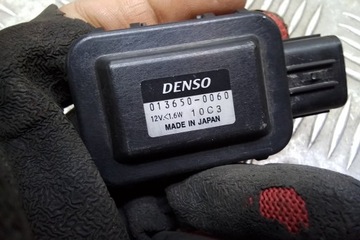 DENSO
013650-0060
12V.<1.6W 10C3
MADE IN JAPAN